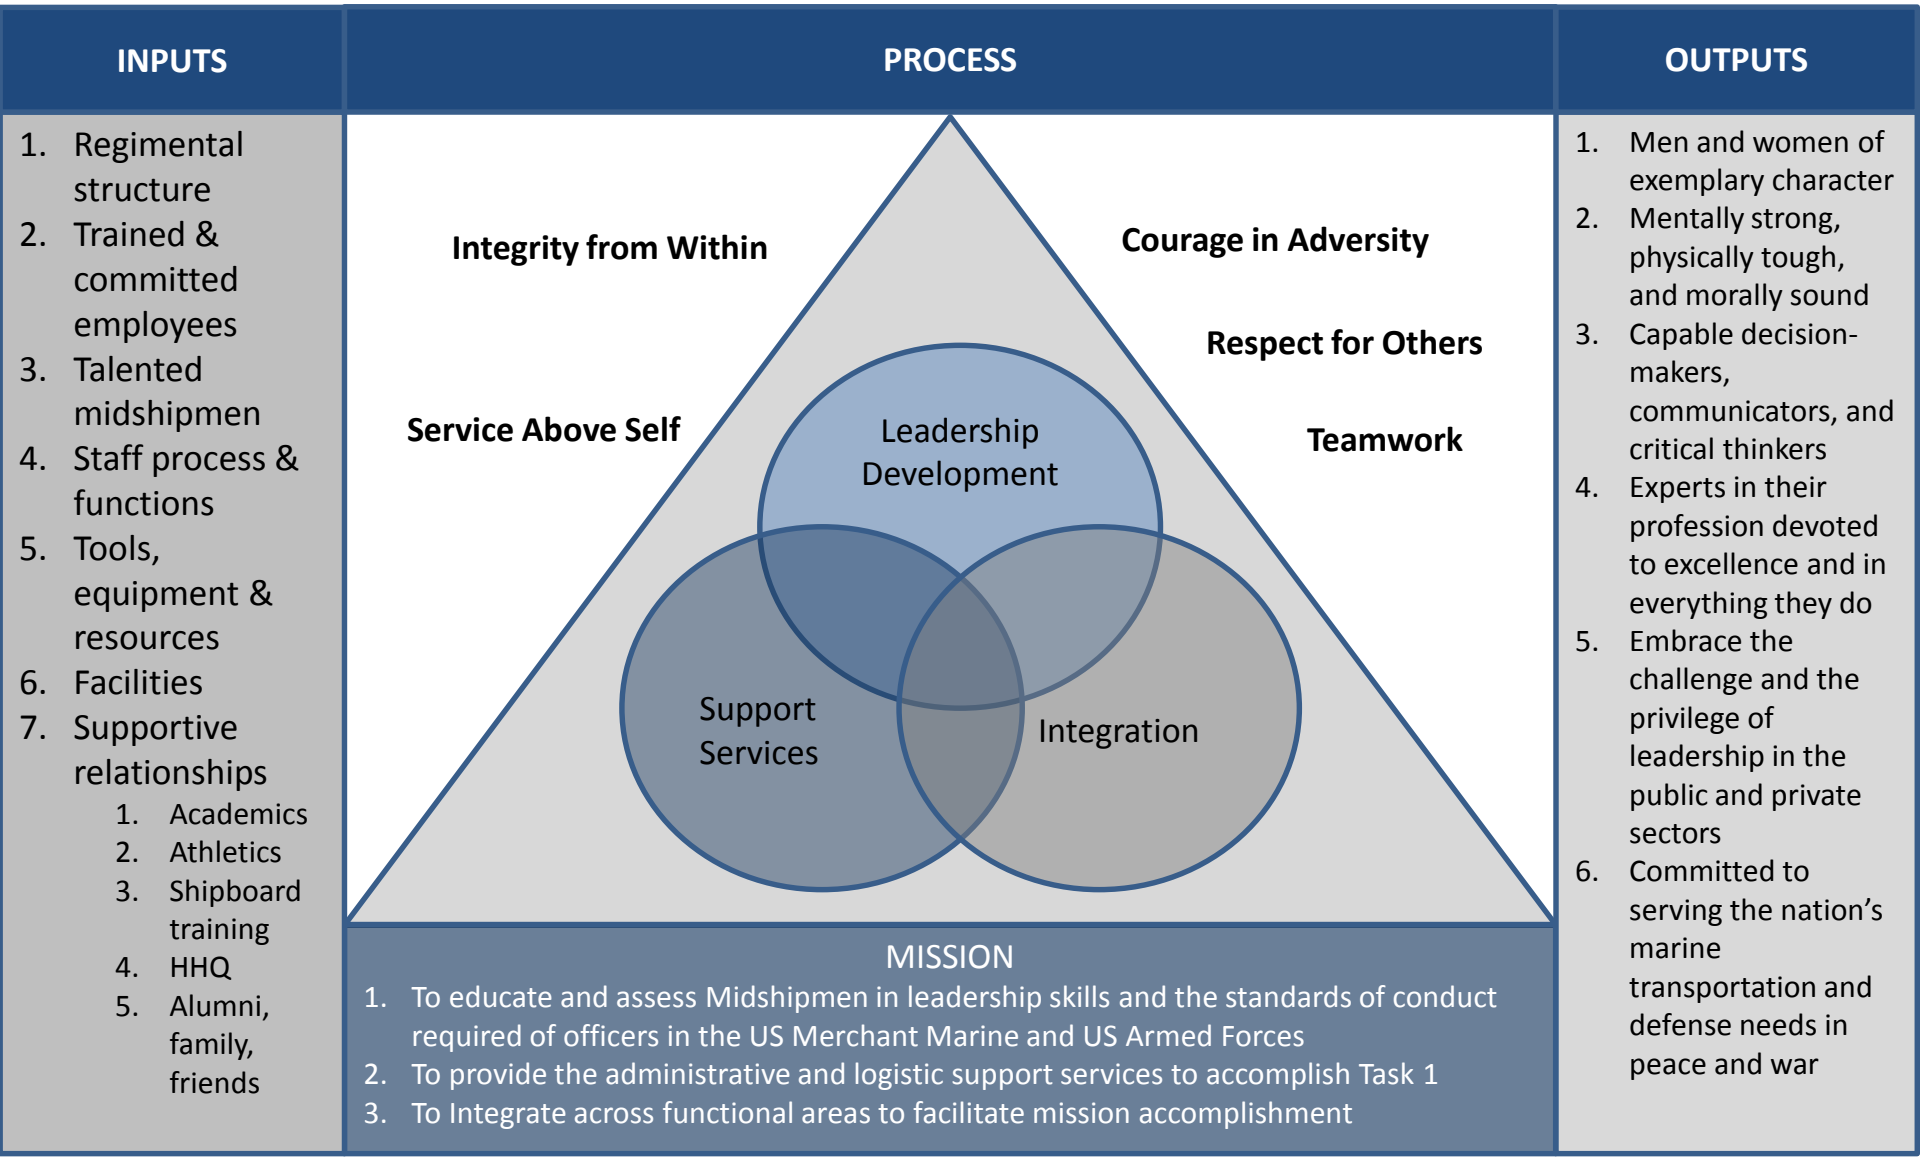 INPUTS
PROCESS
OUTPUTS
1. Regimental
structure
2. Trained &
committed
employees
3. Talented
midshipmen
4. Staff process &
functions
5. Tools,
equipment &
resources
6. Facilities
7. Supportive
relationships
1. Academics
2. Athletics
3. Shipboard
training
4. HHQ
5. Alumni,
family,
friends
Integrity from Within
Service Above Self
Courage in Adversity
Respect for Others
Teamwork
Leadership
Development
Support
Services
Integration
MISSION
1. To educate and assess Midshipmen in leadership skills and the standards of conduct
required of officers in the US Merchant Marine and US Armed Forces
2. To provide the administrative and logistic support services to accomplish Task 1
3. To Integrate across functional areas to facilitate mission accomplishment
1. Men and women of
exemplary character
2. Mentally strong,
physically tough,
and morally sound
3. Capable decision-
makers,
communicators, and
critical thinkers
4. Experts in their
profession devoted
to excellence and in
everything they do
5. Embrace the
challenge and the
privilege of
leadership in the
public and private
sectors
6. Committed to
serving the nation’s
marine
transportation and
defense needs in
peace and war